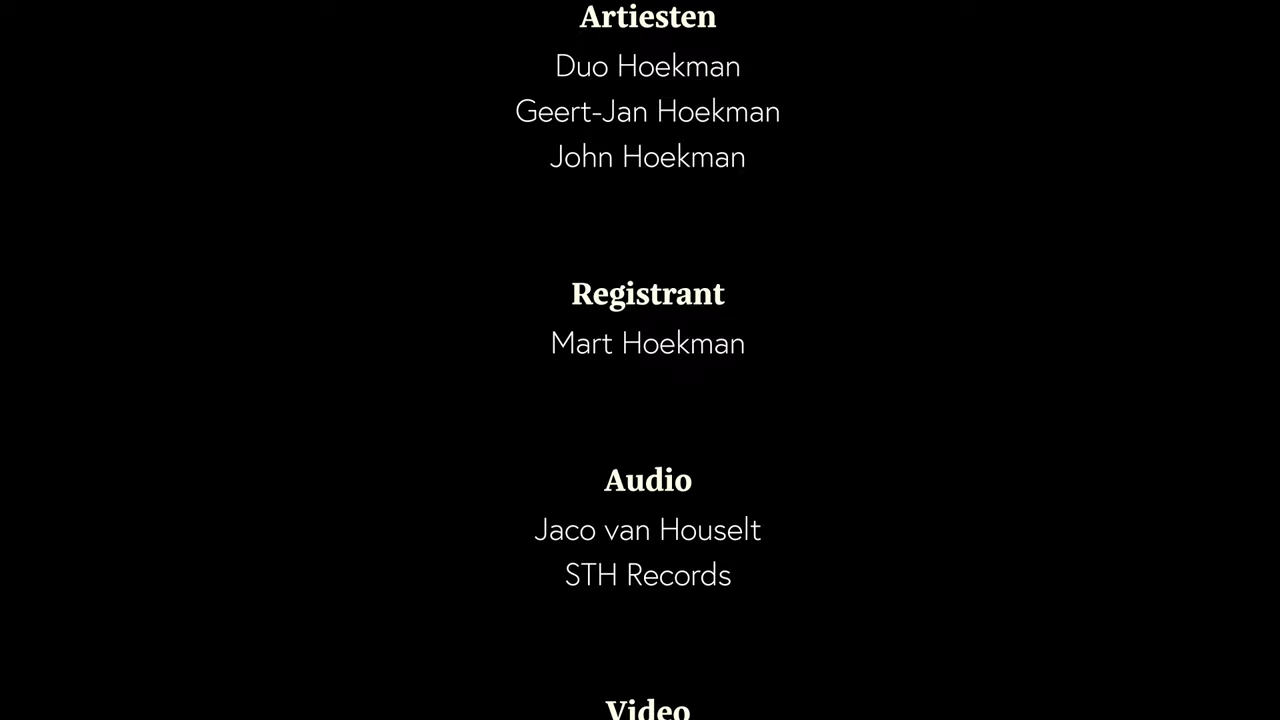 Artiesten
Duo Hoekman
Geert-Jan Hoekman
John Hoekman
Registrant
Mart Hoekman
Audio
Jaco van Houselt
STH Records
Video